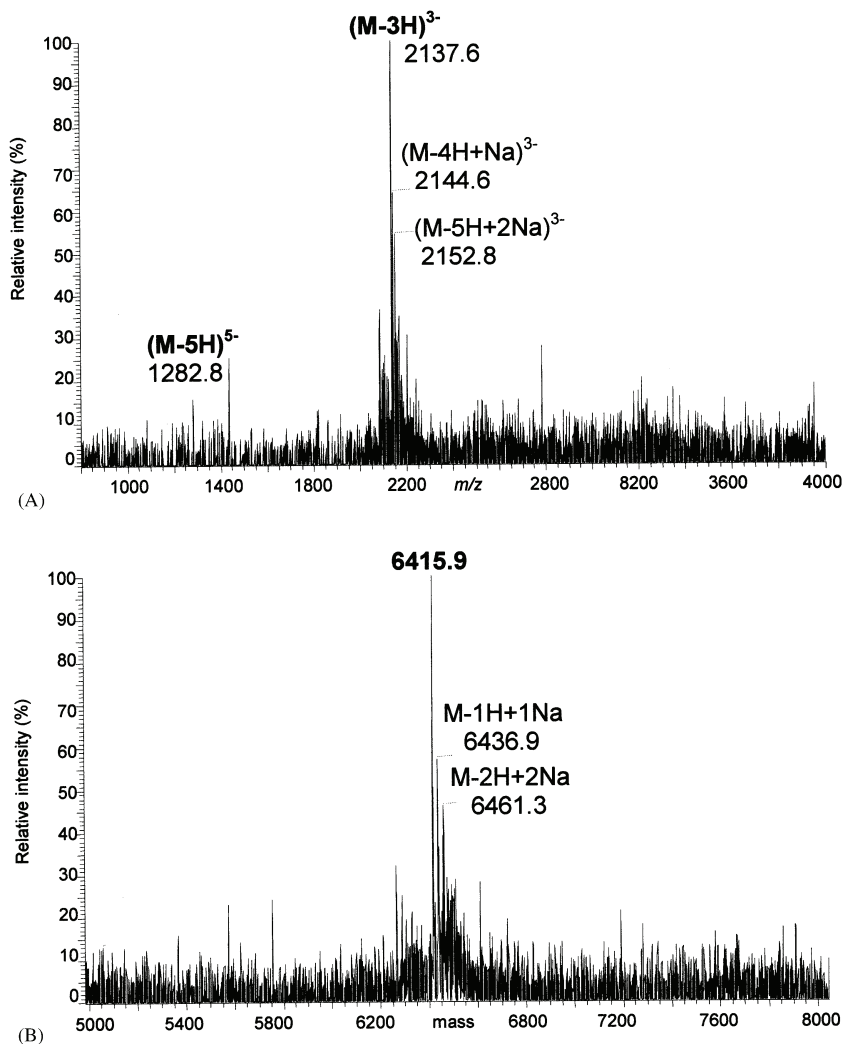 (M-3H)3-
2137.6
(M-4H+Na)3-
2144.6
(M-5H+2Na)3-
2152.8
(M-5H)5-
1282.8
Relative intensity (%)
100
90
80
70
60
50
40
30
20
10
0
1000 1400 1800 2200 m/z 2800 8200 3600 4000
(A)
6415.9
M-1H+1Na
6436.9
M-2H+2Na
6461.3
Relative intensity (%)
100
90
80
70
60
50
40
30
20
10
0
5000 5400 5800 6200 mass 6800 7200 7600 8000
(B)